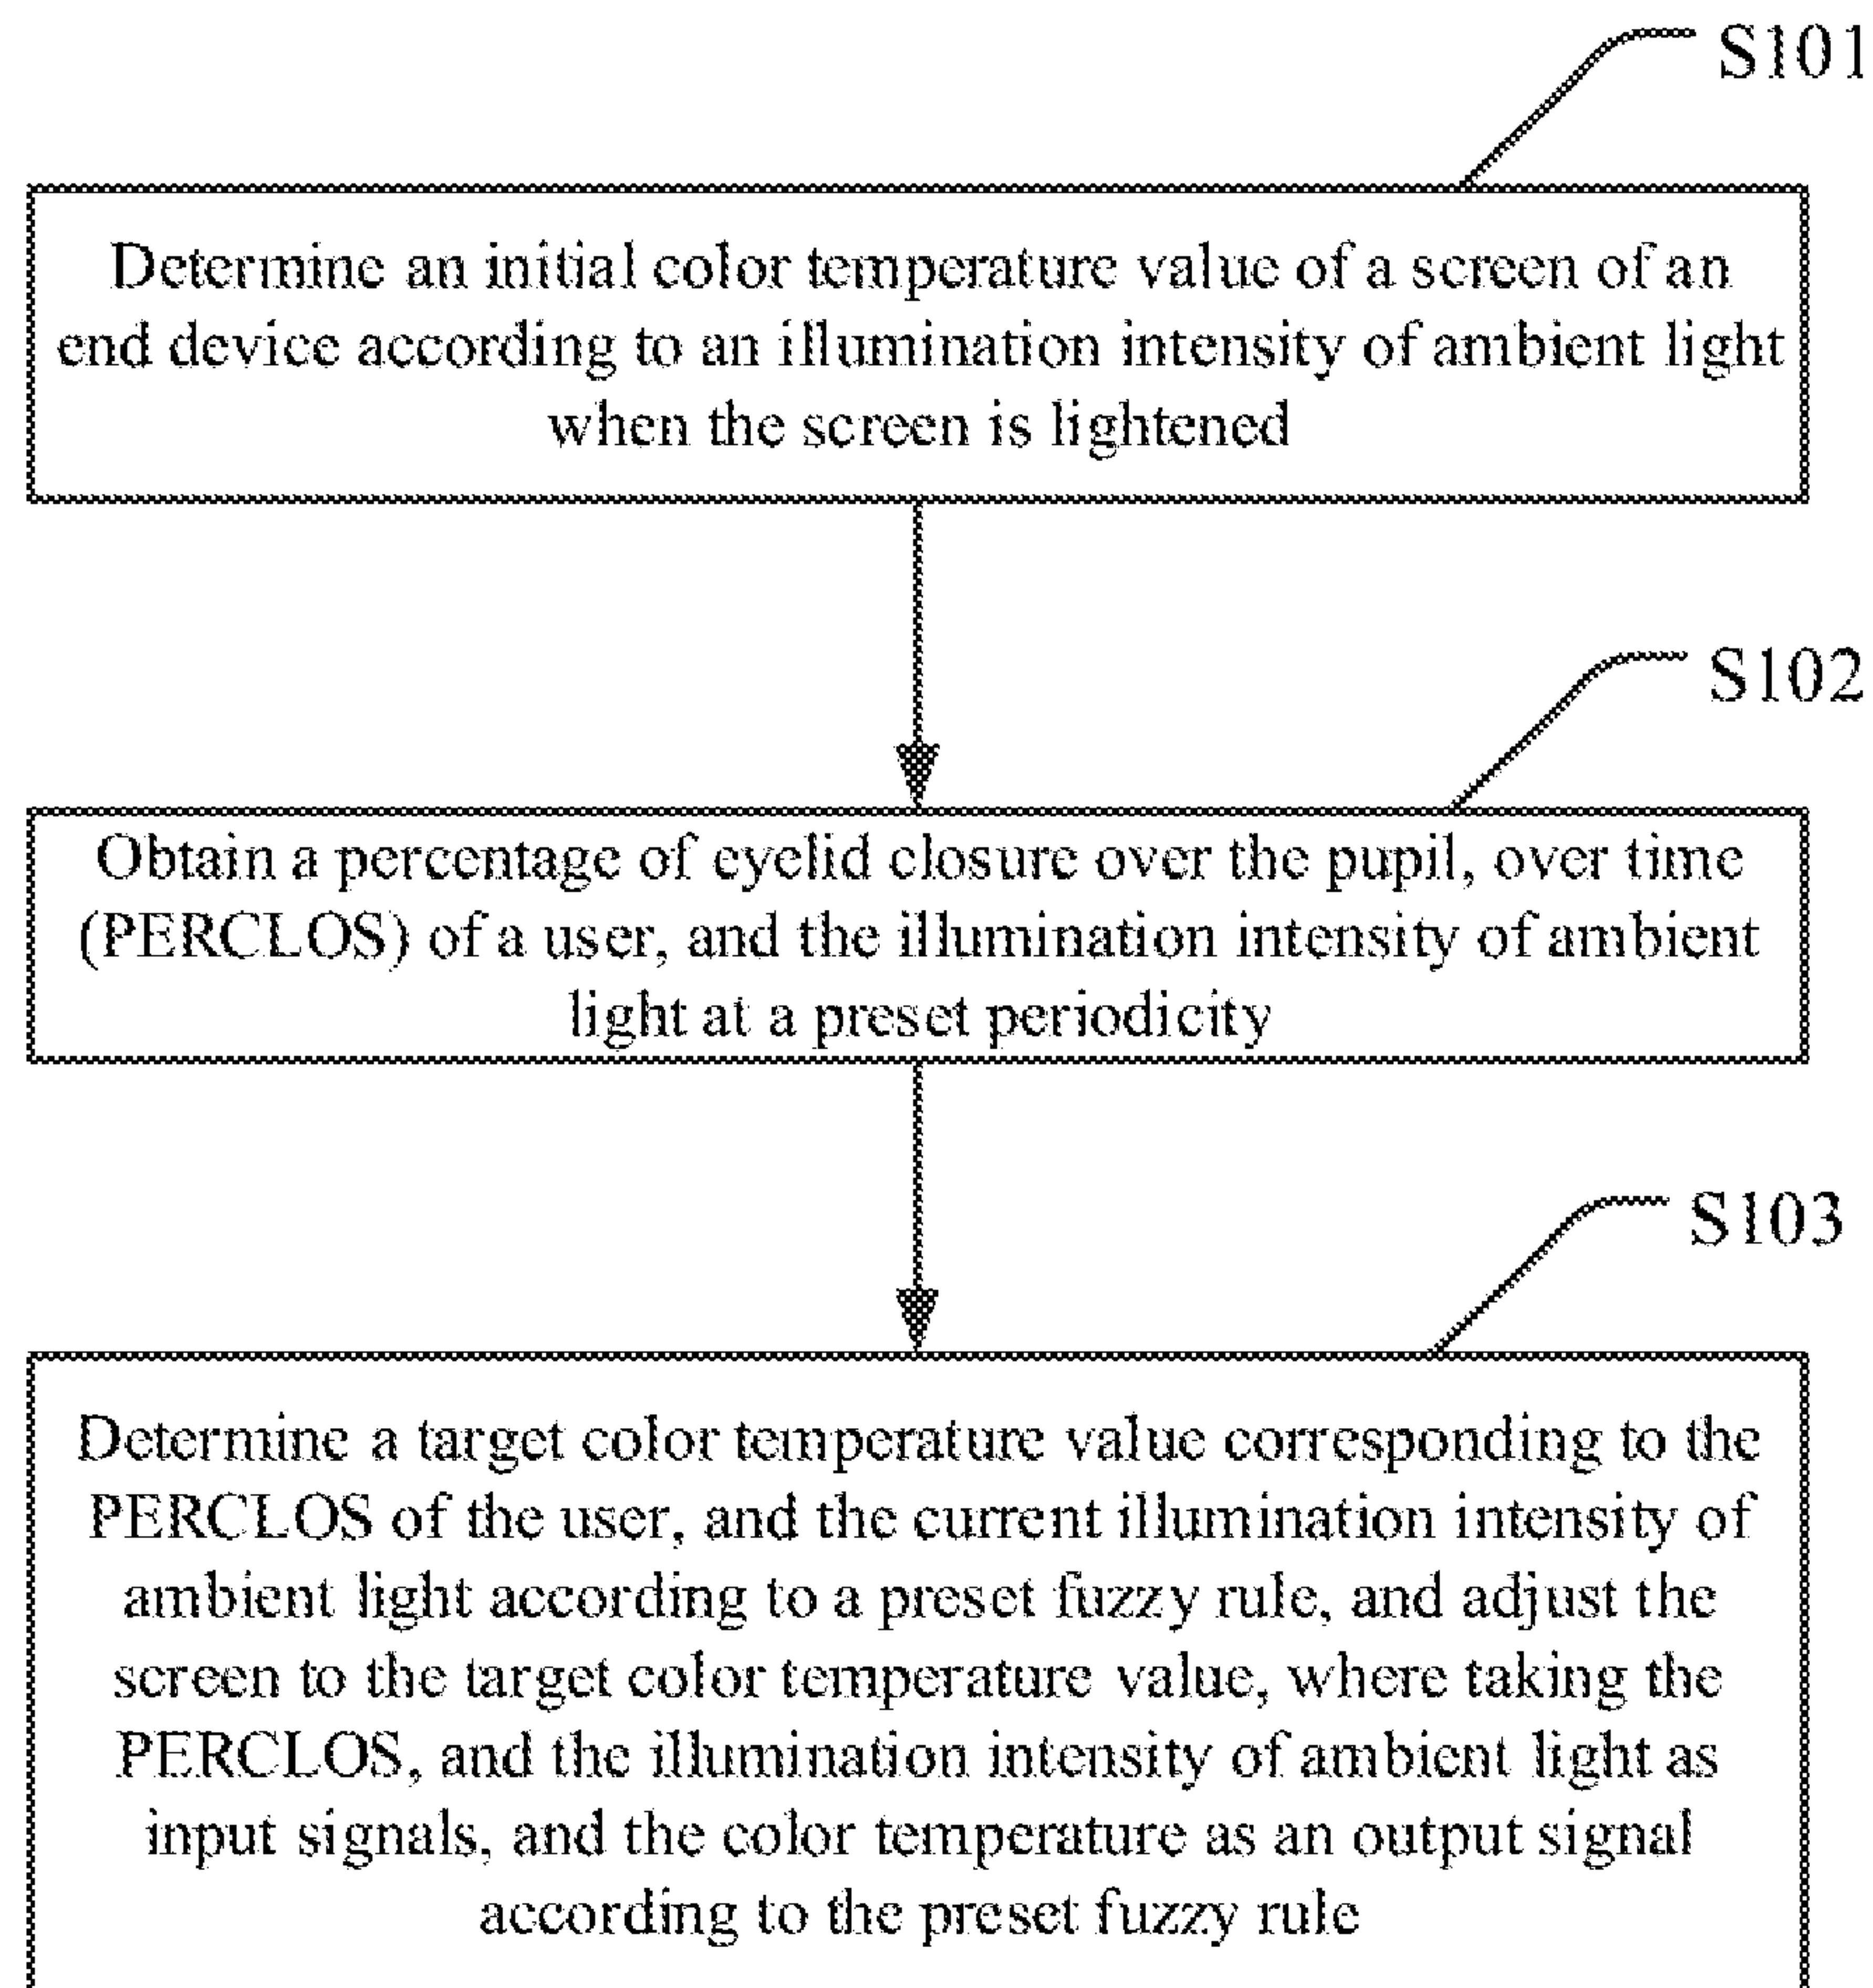 S101
Determine an initial color temperature value of a screen of an
end device according to an illumination intensity of ambient light
when the screen is lightened
S102
Obtain a percentage of eyelid closure over the pupil, over time
(PERCLOS) of a user, and the illumination intensity of ambient
light at a preset periodicity
S103
Determine a target color temperature value corresponding to the
PERCLOS of the user, and the current illumination intensity of
ambient light according to a preset fuzzy rule, and adjust the
screen to the target color temperature value, where taking the
PERCLOS, and the illumination intensity of ambient light as
input signals, and the color temperature as an output signal
according to the preset fuzzy rule